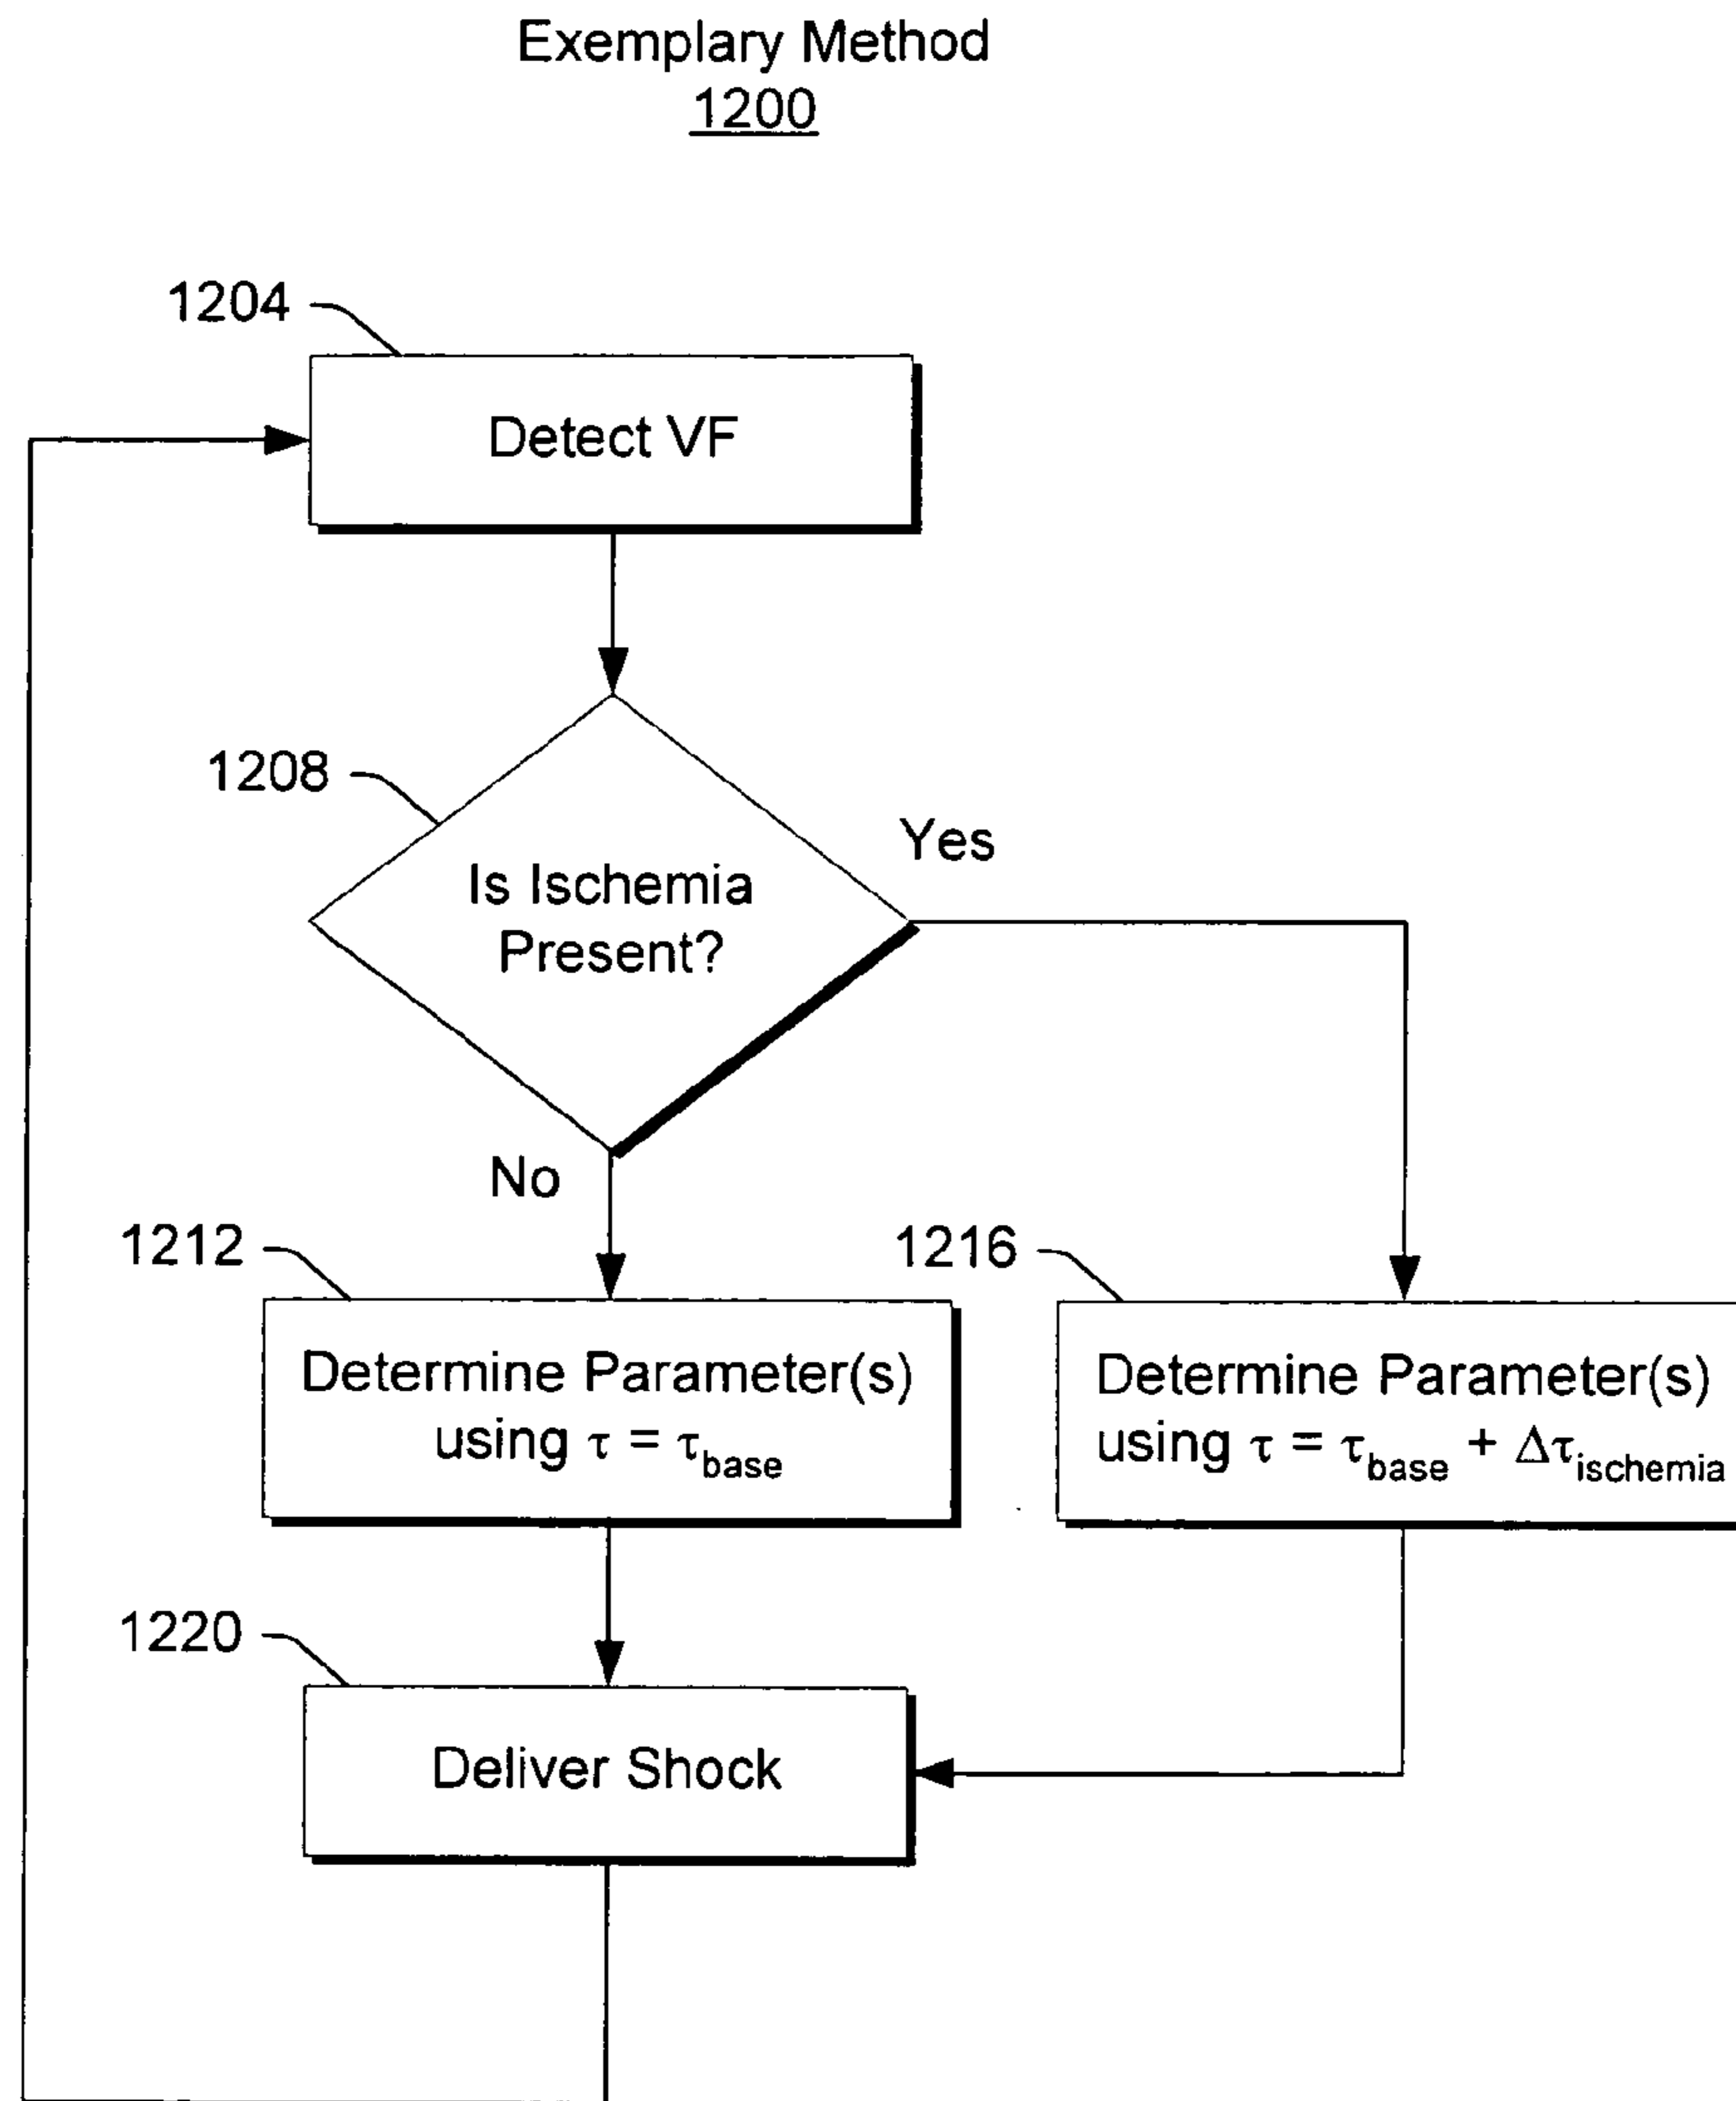 Exemplary Method
1200
1204
Detect VF
1208
Is Ischemia
Present?
Yes
No
1212
Determine Parameter(s)
using τ = τbase
1216
Determine Parameter(s)
using τ = τbase + Δτischemia
1220
Deliver Shock